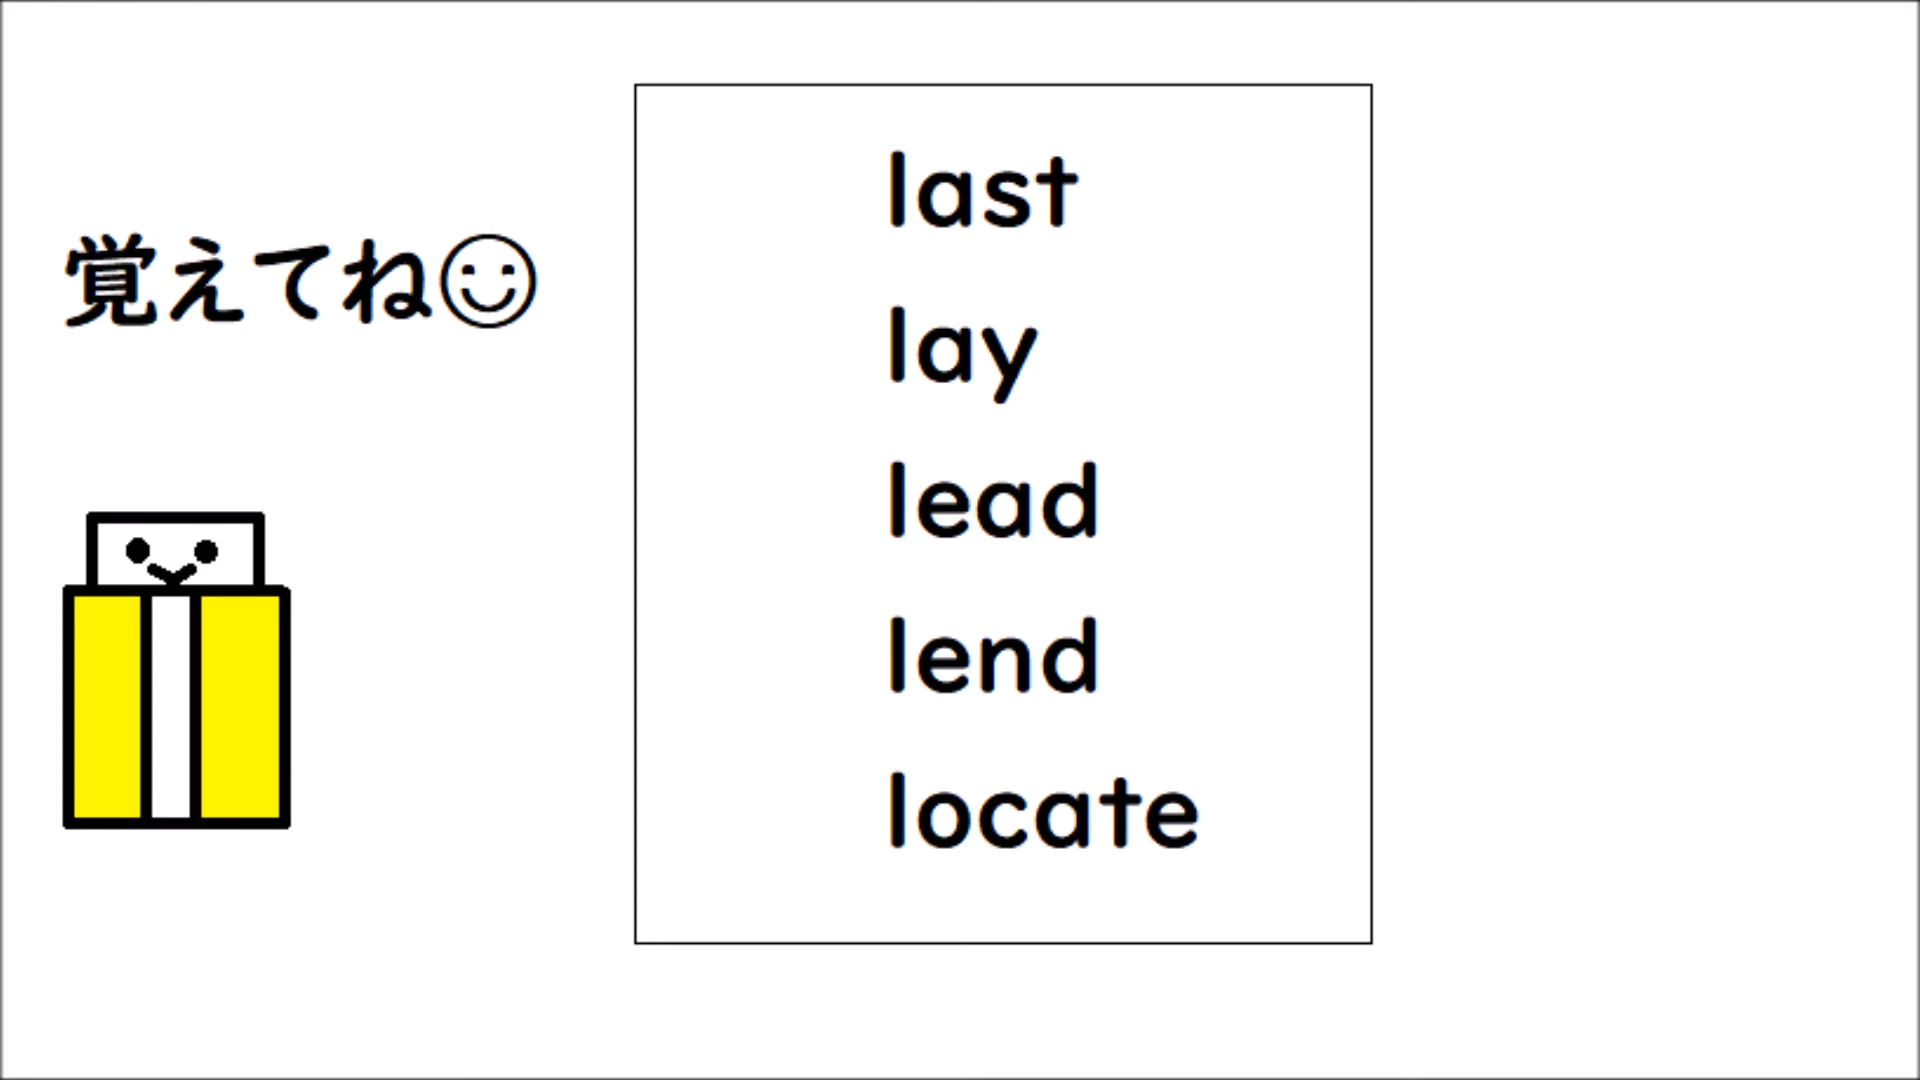 覚えてね☺
last
lay
lead
lend
locate